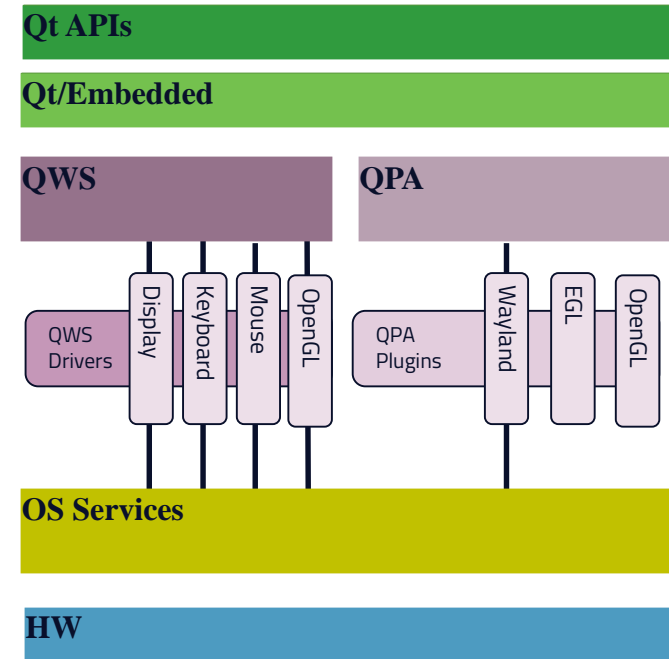 Qt APIs
Qt/Embedded
QWS
QPA
QWS
Drivers
Display
Keyboard
Mouse
OpenGL
QPA
Plugins
Wayland
EGL
OpenGL
OS Services
HW